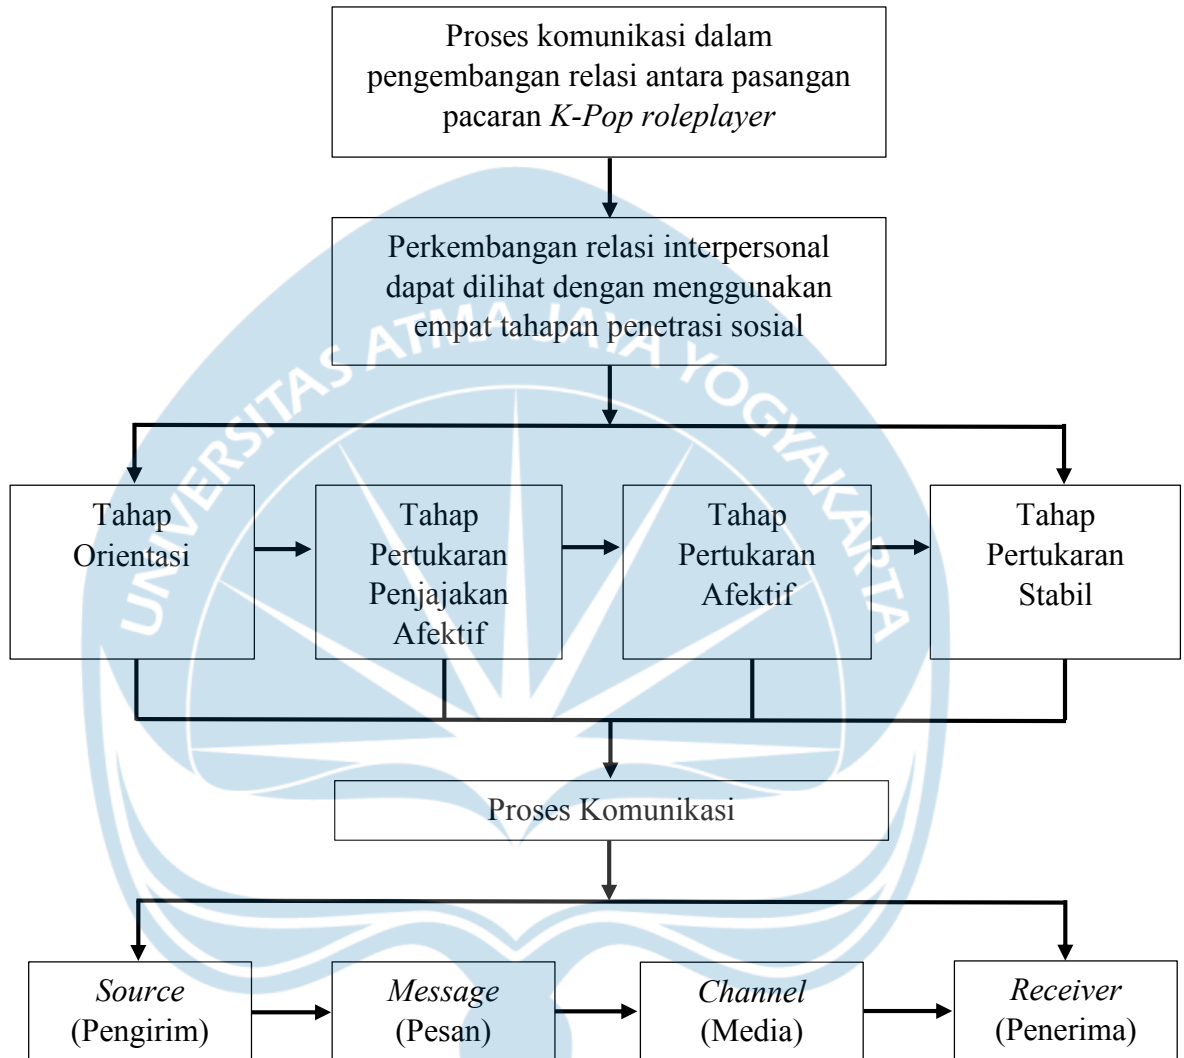 Proses komunikasi dalam
pengembangan relasi antara pasangan
pacaran K-Pop roleplayer
Perkembangan relasi interpersonal
dapat dilihat dengan menggunakan
empat tahapan penetrasi sosial
UNIVERSITAS ATMA JAYA YOGYAKARTA
Tahap
Orientasi
Tahap
Pertukaran
Penjajakan
Afektif
Tahap
Pertukaran
Afektif
Tahap
Pertukaran
Stabil
Proses Komunikasi
Source
(Pengirim)
Message
(Pesan)
Channel
(Media)
Receiver
(Penerima)